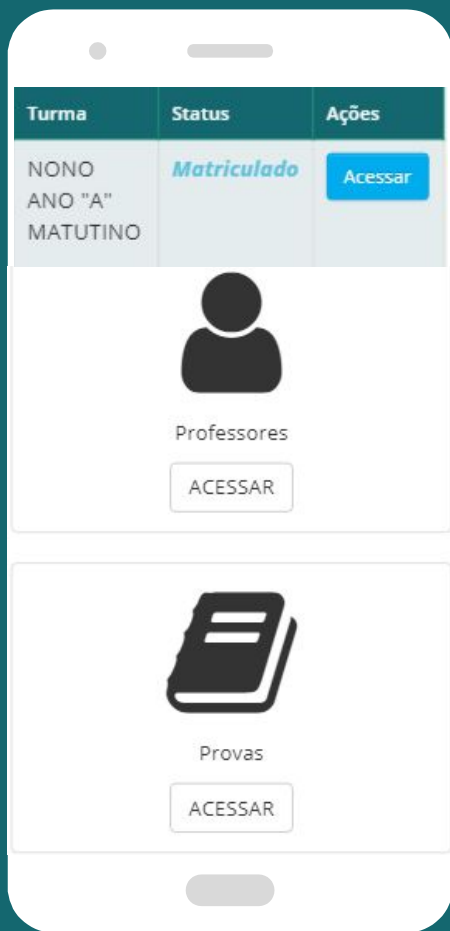 Turma Status Ações
NONO ANO "A" MATUTINO Matriculado Acessar
Professores
ACESSAR
Provas
ACESSAR